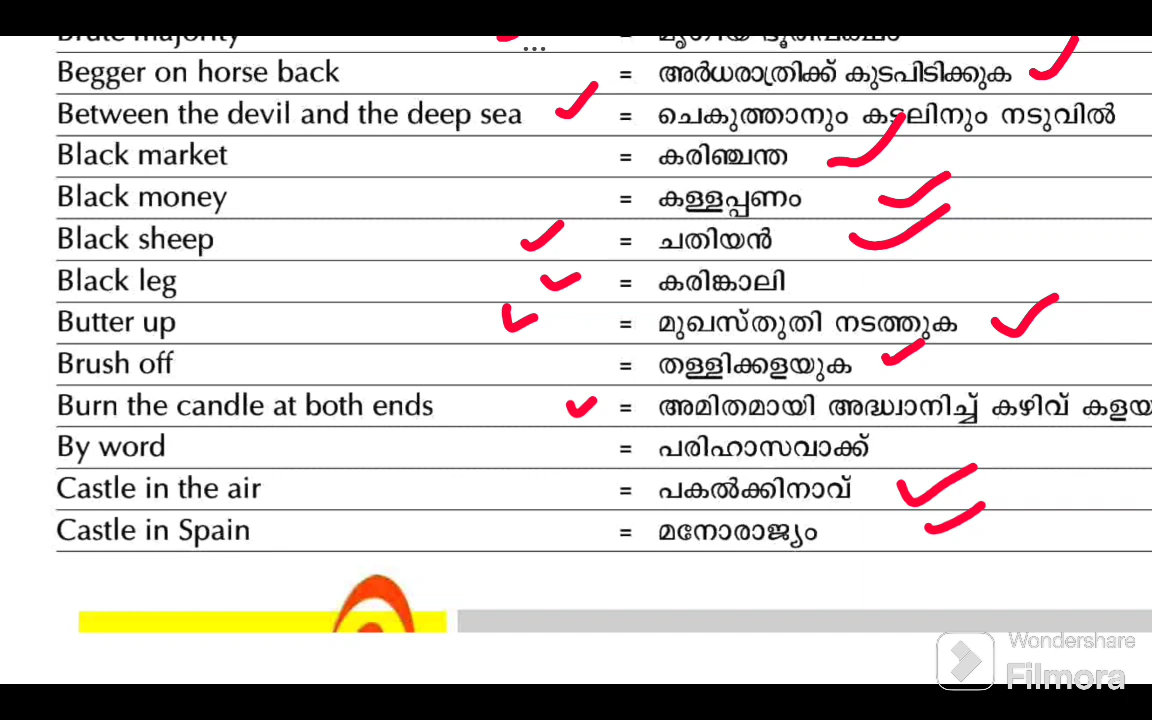 Brute majority = മൃഗീയ ഭൂരിപക്ഷം
Begger on horse back = അർധരാത്രിക്ക് കുടപിടിക്കുക
Between the devil and the deep sea = ചെകുത്താനും കടലിനും നടുവിൽ
Black market = കരിഞ്ചന്ത
Black money = കള്ളപ്പണം
Black sheep = ചതിയൻ
Black leg = കരിങ്കാലി
Butter up = മുഖസ്തുതി നടത്തുക
Brush off = തള്ളിക്കളയുക
Burn the candle at both ends = അമിതമായി അദ്ധ്വാനിച്ച് കഴിവ് കളയ
By word = പരിഹാസവാക്ക്
Castle in the air = പകൽക്കിനാവ്
Castle in Spain = മനോരാജ്യം
Wondershare
Filmora